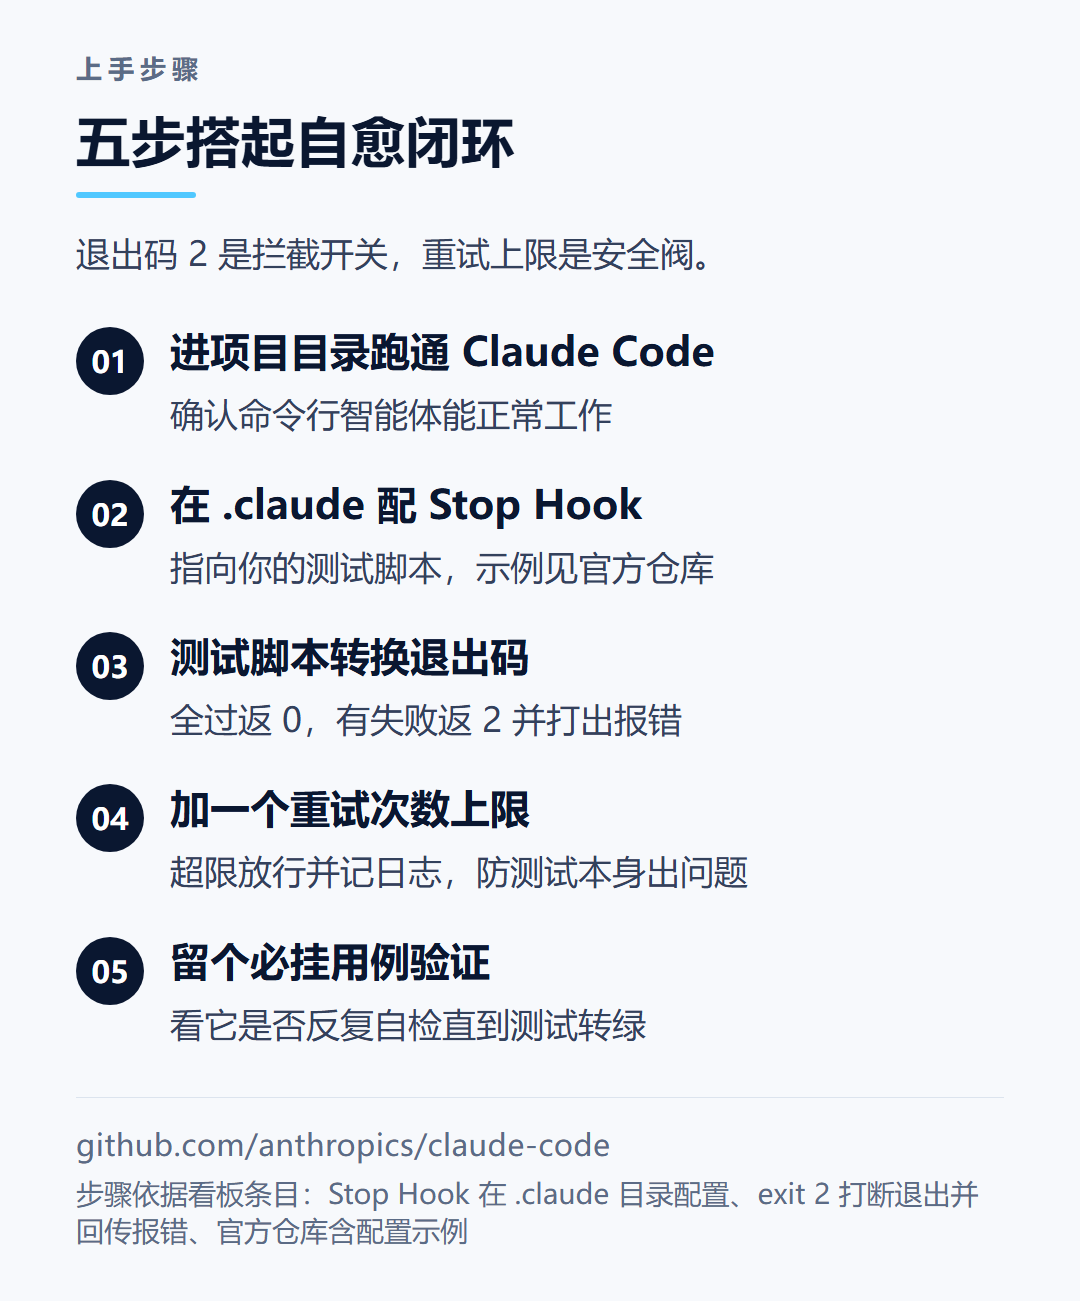 上手步骤
五步搭起自愈闭环
退出码 2 是拦截开关，重试上限是安全阀。
01 进项目目录跑通 Claude Code
确认命令行智能体能正常工作
02 在 .claude 配 Stop Hook
指向你的测试脚本，示例见官方仓库
03 测试脚本转换退出码
全过返 0，有失败返 2 并打出报错
04 加一个重试次数上限
超限放行并记日志，防测试本身出问题
05 留个必挂用例验证
看它是否反复自检直到测试转绿
github.com/anthropics/claude-code
步骤依据看板条目：Stop Hook 在 .claude 目录配置、exit 2 打断退出并
回传报错、官方仓库含配置示例